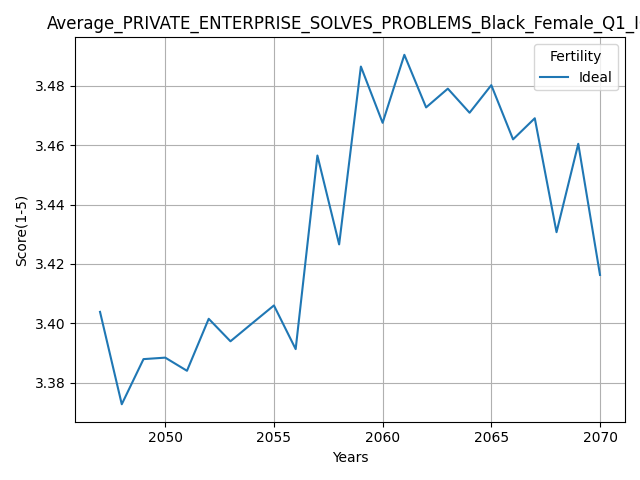 Average_PRIVATE_ENTERPRISE_SOLVES_PROBLEMS_Black_Female_Q1_I
Fertility
Ideal
3.48
3.46
3.44
3.42
3.40
3.38
Score(1-5)
2050 2055 2060 2065 2070
Years